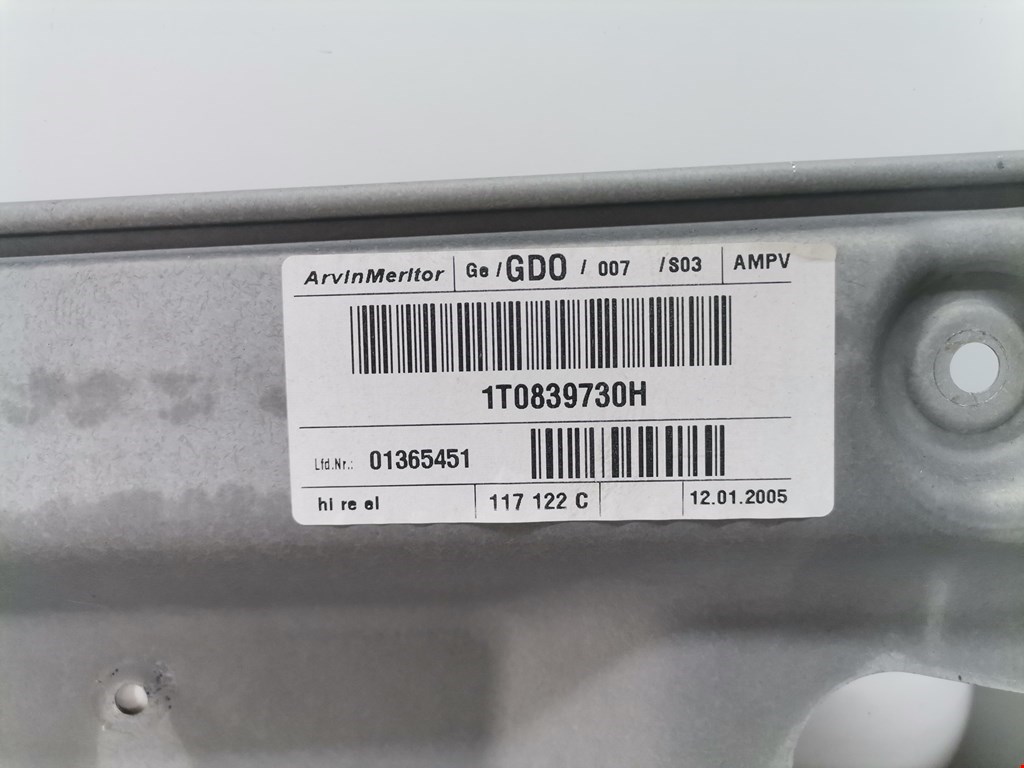 ArvinMeritor Ge / GDO / 007 / S03 AMPV
1T0839730H
Lfd.Nr.: 01365451
hi re el 117 122 C 12.01.2005